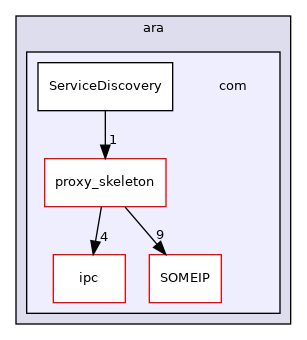 ara
ServiceDiscovery
com
1
proxy_skeleton
4
9
ipc
SOMEIP